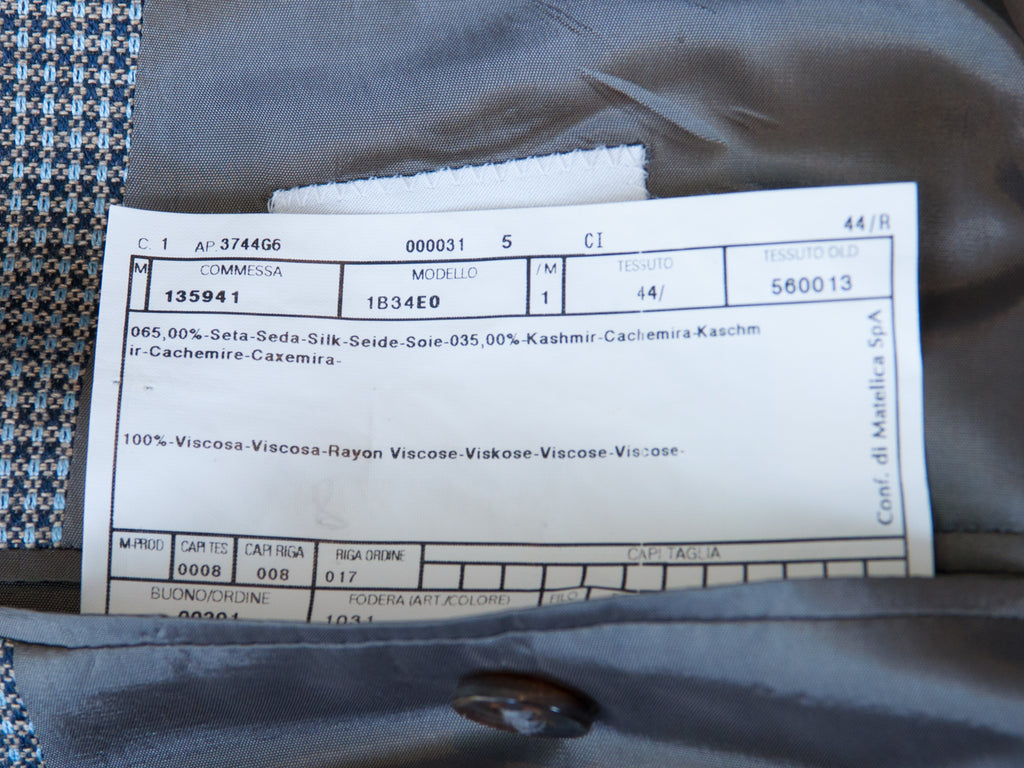 C. 1 AP. 3744G6 000031 5 CI 44/R
M COMMESSA MODELLO /M TESSUTO TESSUTO OLD
135941 1B34E0 1 44/ 560013
065,00%-Seta-Seda-Silk-Seide-Soie-035,00%-Kashmir-Cachemira-Kaschm
ir-Cachemire-Caxemira-
100%-Viscosa-Viscosa-Rayon Viscose-Viskose-Viscose-Viscose-
Conf. di Matelica SpA
M-PROD CAPI TES CAPI RIGA RIGA ORDINE CAPI TAGLIA
0008 008 017
BUONO/ORDINE FODERA (ART./COLORE) FILO
1031